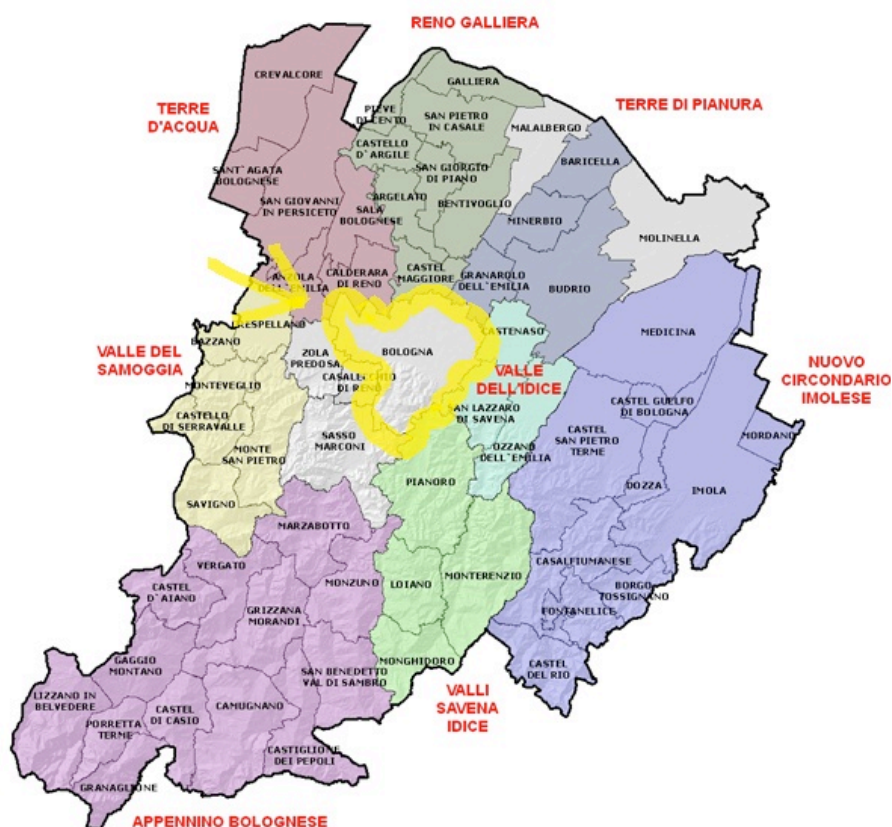 RENO GALLIERA
CREVALCORE
GALLIERA
TERRE
D'ACQUA
PIEVE
DI CENTO
SAN PIETRO
IN CASALE
TERRE DI PIANURA
MALALBERGO
CASTELLO
D'ARGILE
BARICELLA
SANT'AGATA
BOLOGNESE
SAN GIORGIO
DI PIANO
SAN GIOVANNI
IN PERSICETO
ARGELATO
SALA
BOLOGNESE
BENTIVOGLIO
MINERBIO
MOLINELLA
ANZOLA
DELL'EMILIA
CALDERARA
DI RENO
CASTEL
MAGGIORE
GRANAROLO
DELL'EMILIA
BUDRIO
CRESPELLANO
CASTENASO
MEDICINA
BAZZANO
VALLE DEL
SAMOGGIA
ZOLA
PREDOSA
BOLOGNA
CASALECCHIO
DI RENO
VALLE
DELL'IDICE
NUOVO
CIRCONDARIO
IMOLESE
MONTEVEGLIO
CASTELLO
DI SERRAVALLE
SAN LAZZARO
DI SAVENA
CASTEL GUELFO
DI BOLOGNA
CASTEL
SAN PIETRO
TERME
MORDANO
SASSO
MARCONI
MONTE
SAN PIETRO
OZZANO
DELL'EMILIA
PIANORO
DOZZA
IMOLA
SAVIGNO
MARZABOTTO
VERGATO
CASALFIUMANESE
CASTEL
D'AIANO
MONZUNO
LOIANO
MONTERENZIO
BORGO
TOSSIGNANO
GRIZZANA
MORANDI
FONTANELICE
GAGGIO
MONTANO
SAN BENEDETTO
VAL DI SAMBRO
MONGHIDORO
CASTEL
DEL RIO
LIZZANO IN
BELVEDERE
CASTEL
DI CASIO
CAMUGNANO
VALLI
SAVENA
IDICE
PORRETTA
TERME
CASTIGLIONE
DEI PEPOLI
GRANAGLIONE
APPENNINO BOLOGNESE